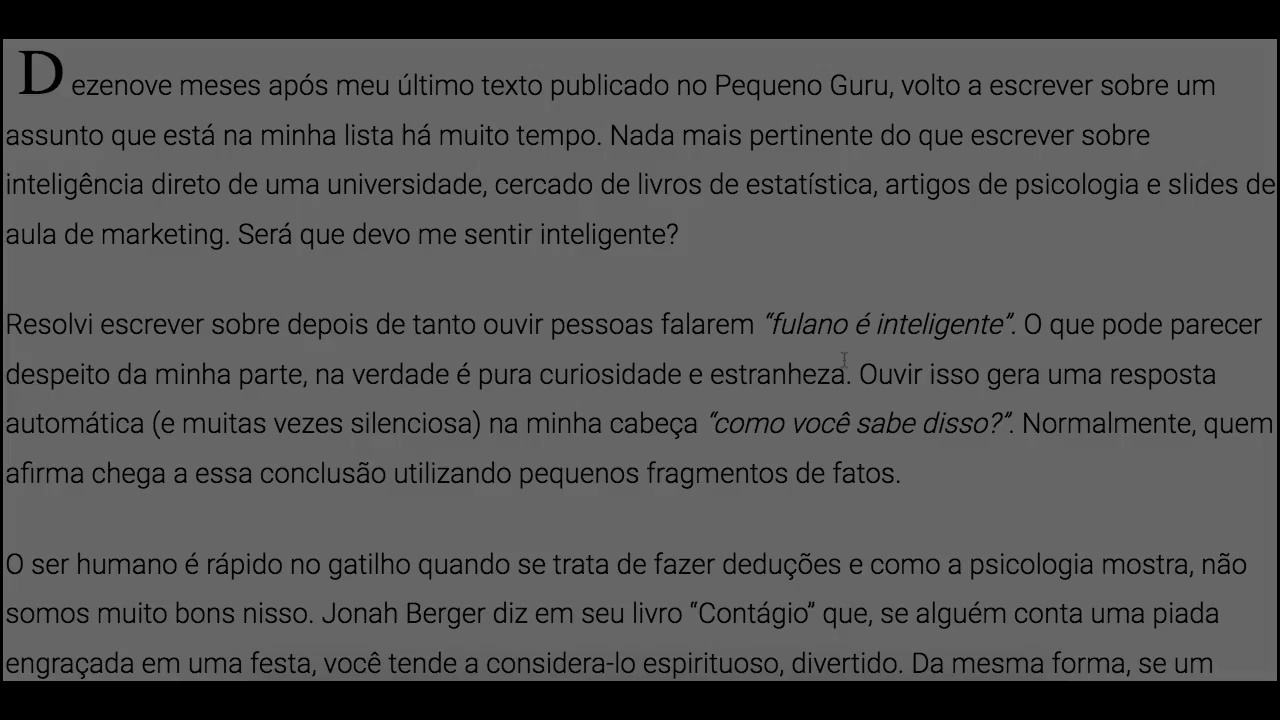 Dezenove meses após meu último texto publicado no Pequeno Guru, volto a escrever sobre um
assunto que está na minha lista há muito tempo. Nada mais pertinente do que escrever sobre
inteligência direto de uma universidade, cercado de livros de estatística, artigos de psicologia e slides de
aula de marketing. Será que devo me sentir inteligente?
Resolvi escrever sobre depois de tanto ouvir pessoas falarem “fulano é inteligente”. O que pode parecer
despeito da minha parte, na verdade é pura curiosidade e estranheza. Ouvir isso gera uma resposta
automática (e muitas vezes silenciosa) na minha cabeça “como você sabe disso?”. Normalmente, quem
afirma chega a essa conclusão utilizando pequenos fragmentos de fatos.
O ser humano é rápido no gatilho quando se trata de fazer deduções e como a psicologia mostra, não
somos muito bons nisso. Jonah Berger diz em seu livro “Contágio” que, se alguém conta uma piada
engraçada em uma festa, você tende a considera-lo espirituoso, divertido. Da mesma forma, se um